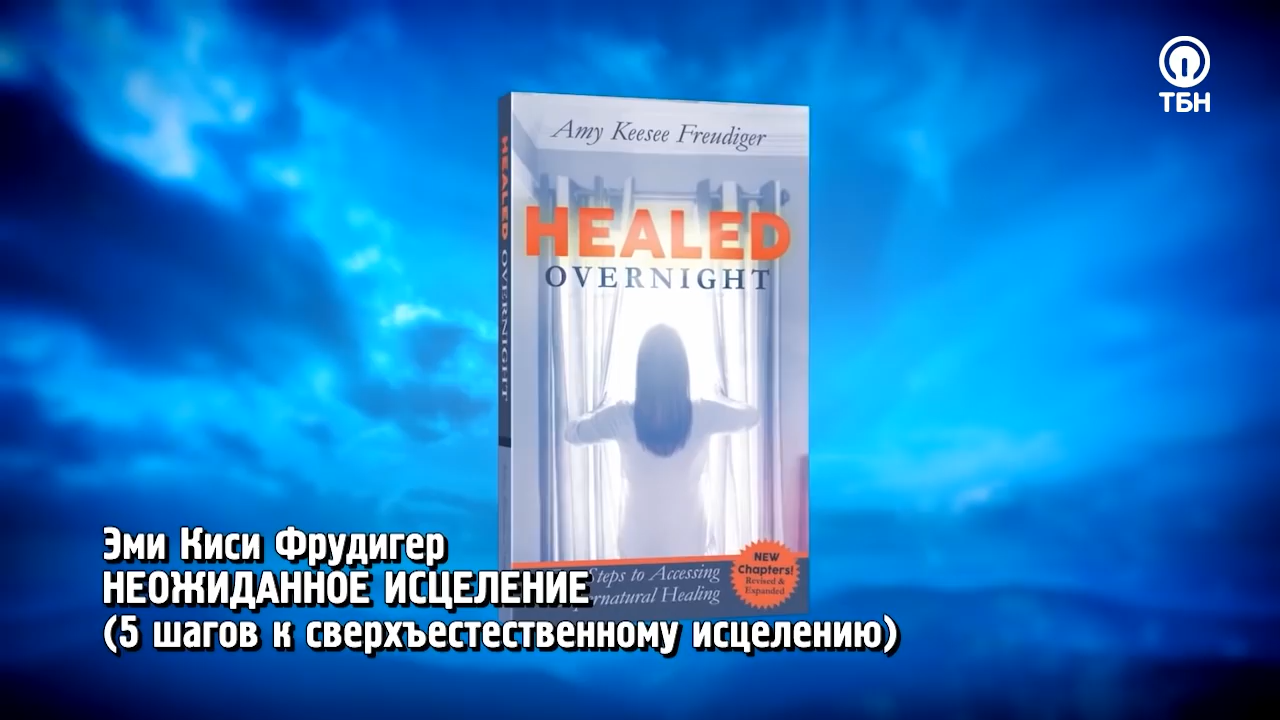 ТБН
Amy Keesee Freudiger
HEALED
OVERNIGHT
HEALED OVERNIGHT
Steps to Accessing
Healing
NEW
Chapters!
Revised &
Expanded
Эми Киси Фрудигер
НЕОЖИДАННОЕ ИСЦЕЛЕНИЕ
(5 шагов к сверхъестественному исцелению)